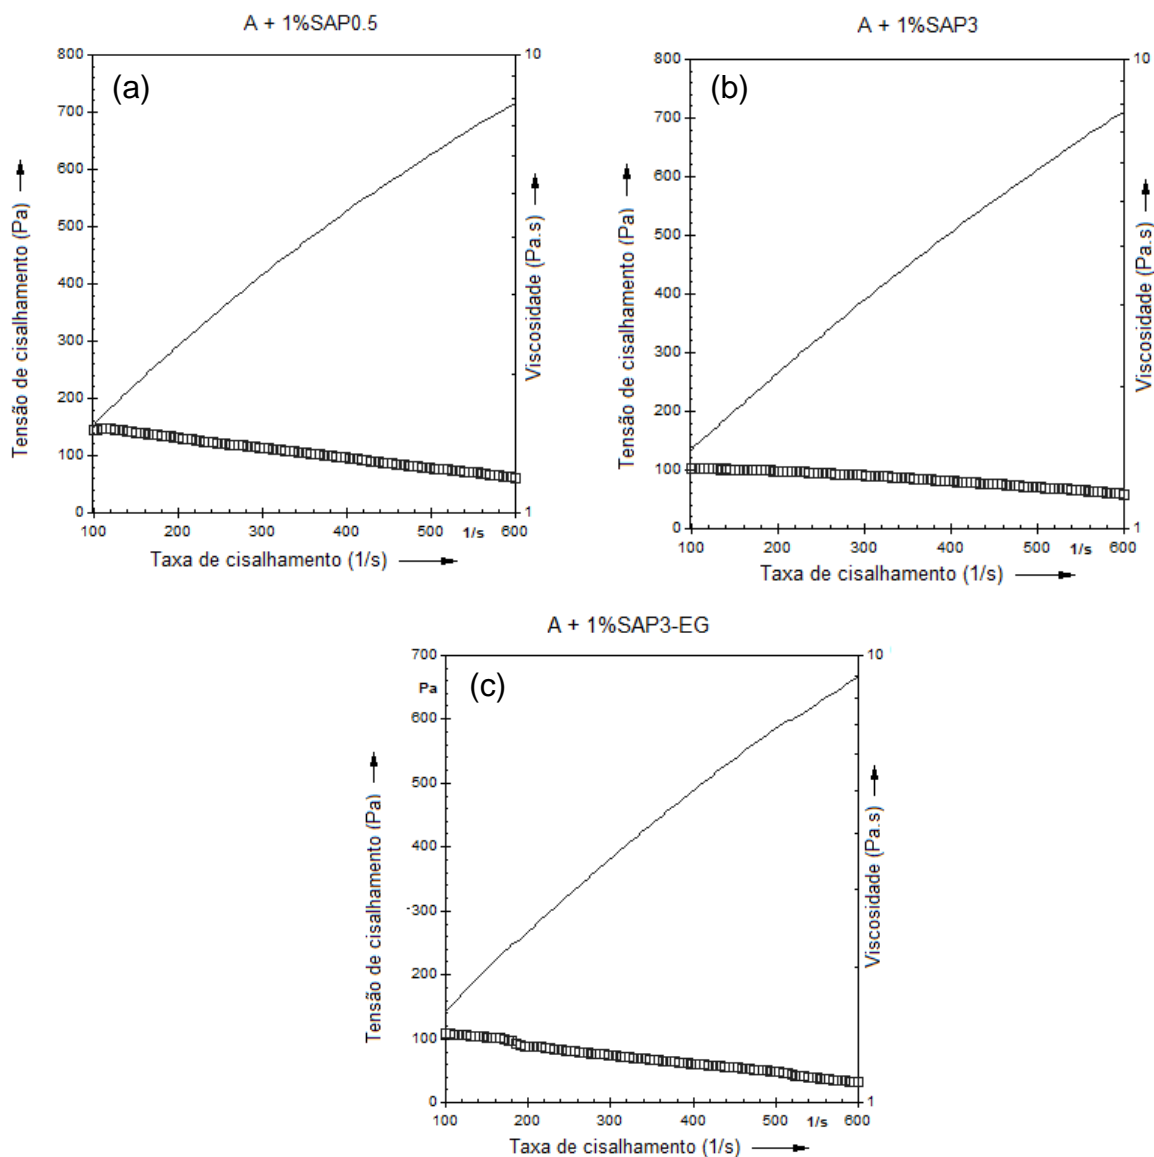 A + 1%SAP0.5
(a)
800
700
600
500
400
300
200
100
0
Tensão de cisalhamento (Pa)
10
1
Viscosidade (Pa.s)
100 200 300 400 500 1/s 600
Taxa de cisalhamento (1/s)
A + 1%SAP3
(b)
800
700
600
500
400
300
200
100
0
Tensão de cisalhamento (Pa)
10
1
Viscosidade (Pa.s)
100 200 300 400 500 1/s 600
Taxa de cisalhamento (1/s)
A + 1%SAP3-EG
(c)
700
Pa
600
500
400
300
200
100
0
Tensão de cisalhamento (Pa)
10
1
Viscosidade (Pa.s)
100 200 300 400 500 1/s 600
Taxa de cisalhamento (1/s)